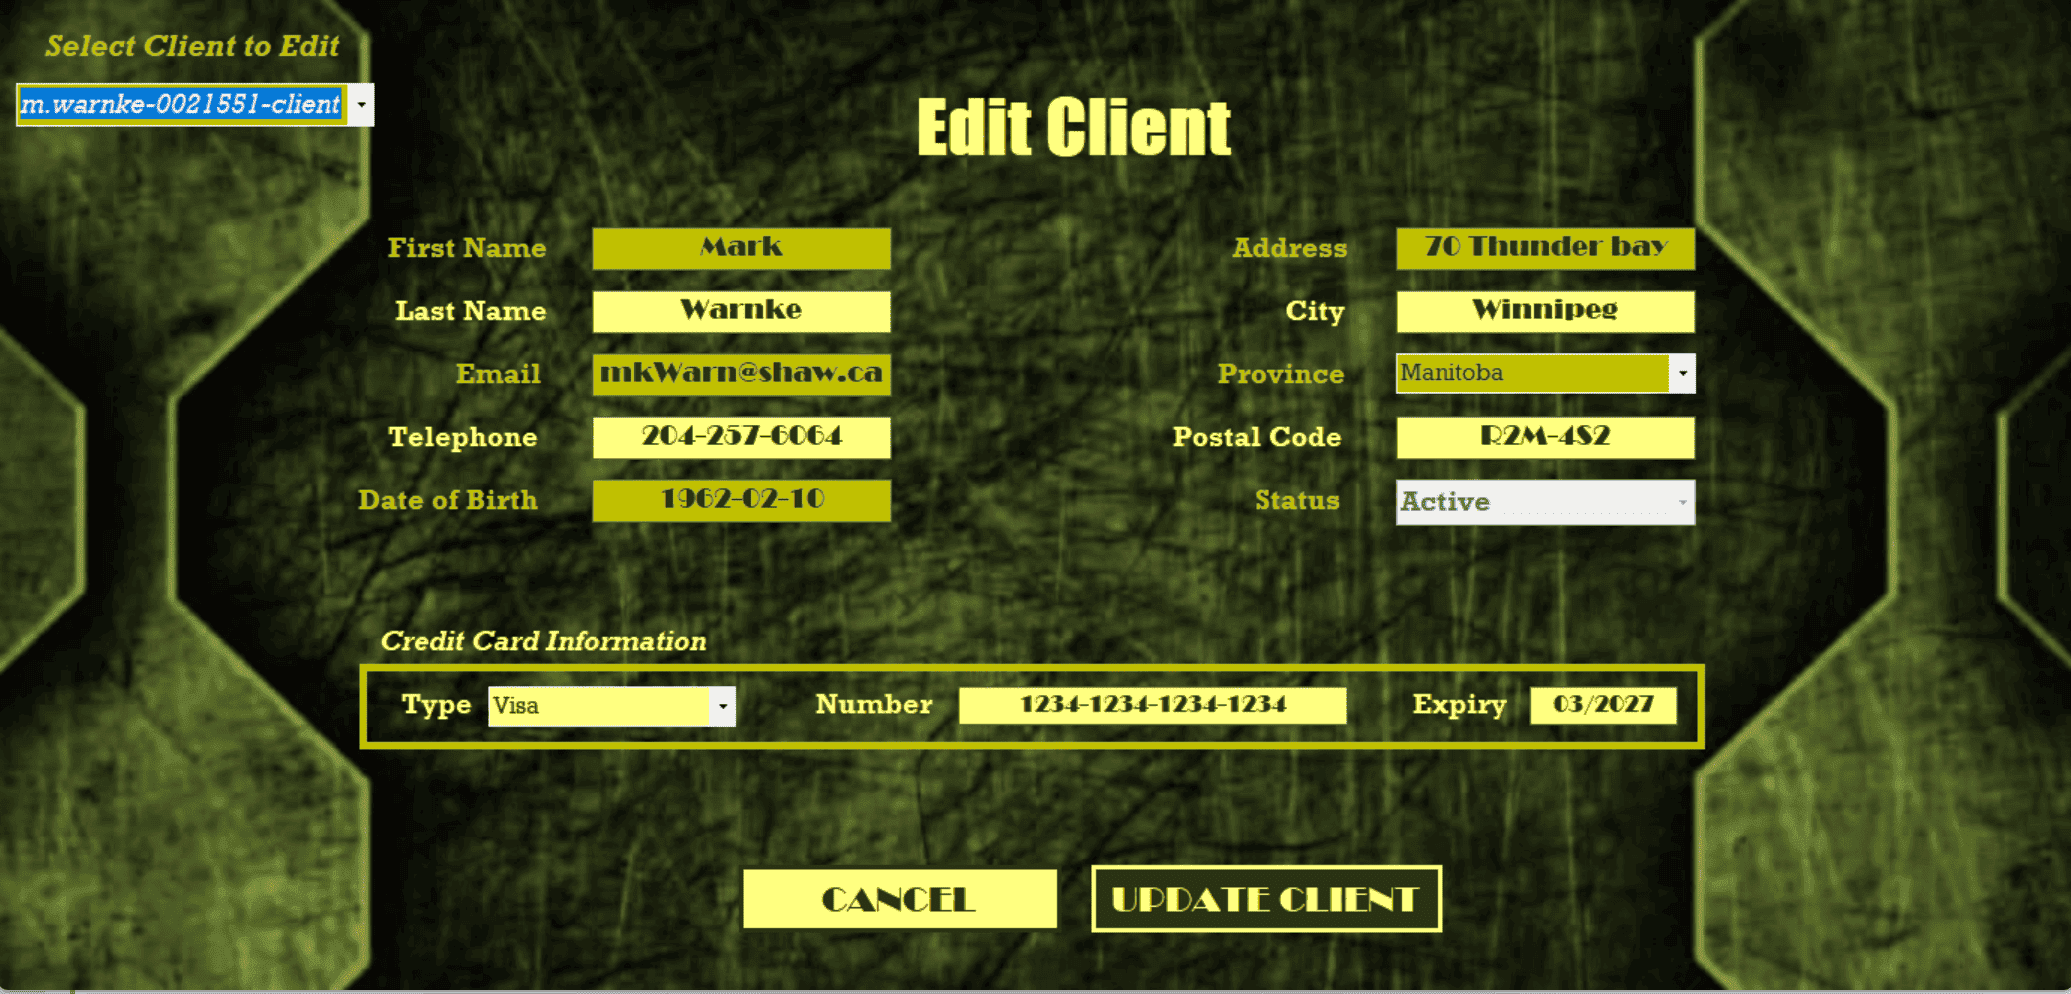 Select Client to Edit
m.warnke-0021551-client
Edit Client
First Name Mark
Address 70 Thunder bay
Last Name Warnke
City Winnipeg
Email mkWarn@shaw.ca
Province Manitoba
Telephone 204-257-6064
Postal Code R2M-4S2
Date of Birth 1962-02-10
Status Active
Credit Card Information
Type Visa Number 1234-1234-1234-1234 Expiry 03/2027
CANCEL UPDATE CLIENT